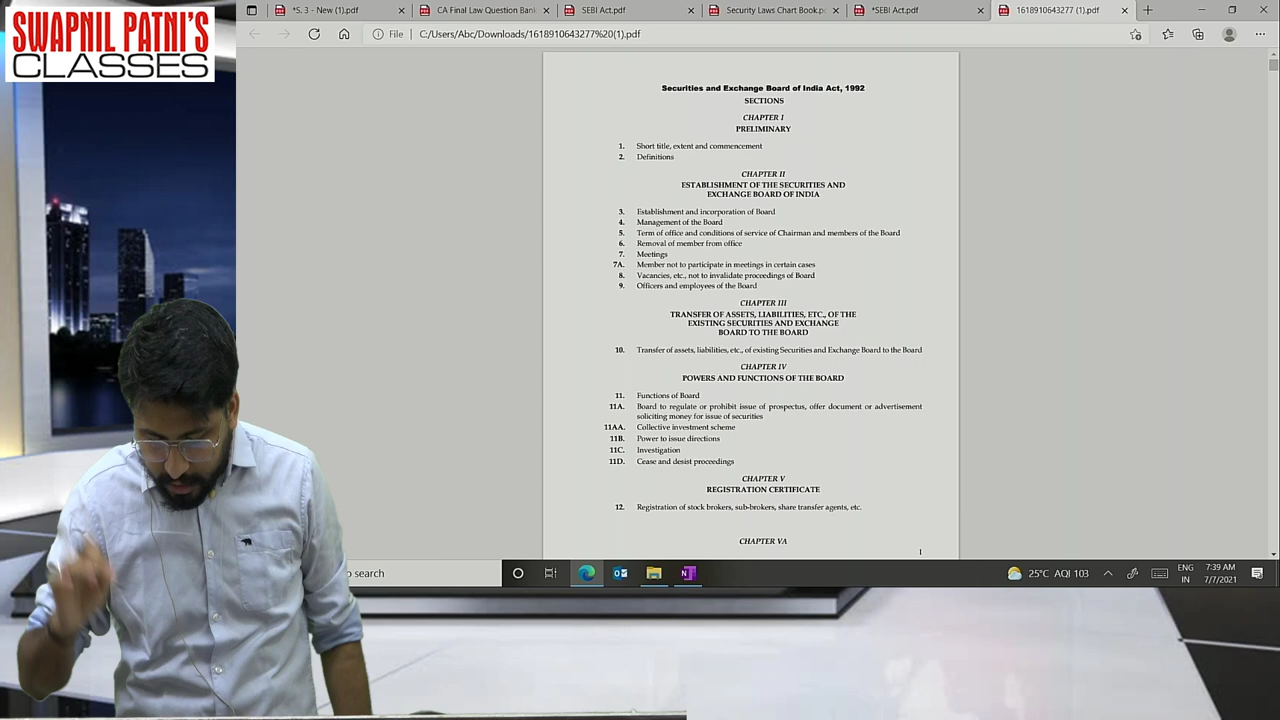 SWAPNIL PATNI'S
CLASSES
*S. 3 - New (1).pdf
CA Final Law Question Ban
SEBI Act.pdf
Security Laws Chart Book.p
*SEBI Act.pdf
1618910643277 (1).pdf
File
C:/Users/Abc/Downloads/1618910643277%20(1).pdf
Securities and Exchange Board of India Act, 1992
SECTIONS
CHAPTER I
PRELIMINARY
1. Short title, extent and commencement
2. Definitions
CHAPTER II
ESTABLISHMENT OF THE SECURITIES AND
EXCHANGE BOARD OF INDIA
3. Establishment and incorporation of Board
4. Management of the Board
5. Term of office and conditions of service of Chairman and members of the Board
6. Removal of member from office
7. Meetings
7A. Member not to participate in meetings in certain cases
8. Vacancies, etc., not to invalidate proceedings of Board
9. Officers and employees of the Board
CHAPTER III
TRANSFER OF ASSETS, LIABILITIES, ETC., OF THE
EXISTING SECURITIES AND EXCHANGE
BOARD TO THE BOARD
10. Transfer of assets, liabilities, etc., of existing Securities and Exchange Board to the Board
CHAPTER IV
POWERS AND FUNCTIONS OF THE BOARD
11. Functions of Board
11A. Board to regulate or prohibit issue of prospectus, offer document or advertisement
soliciting money for issue of securities
11AA. Collective investment scheme
11B. Power to issue directions
11C. Investigation
11D. Cease and desist proceedings
CHAPTER V
REGISTRATION CERTIFICATE
12. Registration of stock brokers, sub-brokers, share transfer agents, etc.
CHAPTER VA
1
o search
25°C AQI 103
ENG
IN
7:39 AM
7/7/2021